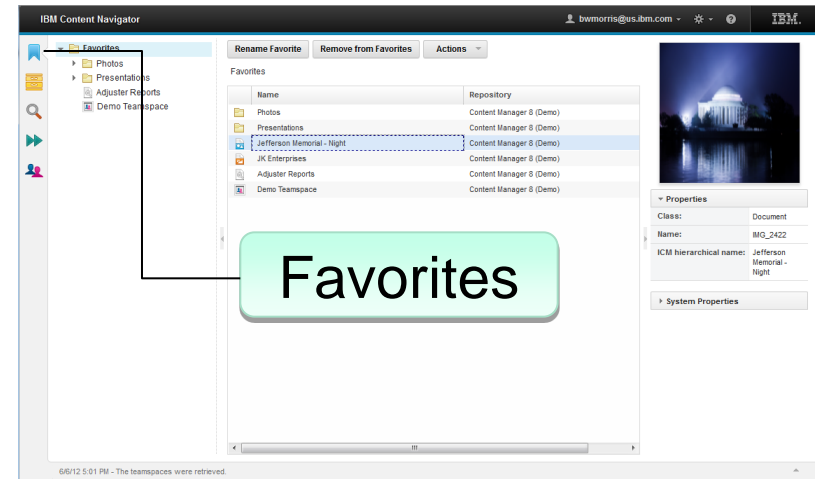 IBM Content Navigator
bwmorris@us.ibm.com
IBM.
Favorites
Photos
Presentations
Adjuster Reports
Demo Teamspace
Rename Favorite Remove from Favorites Actions
Favorites
Name Repository
Photos Content Manager 8 (Demo)
Presentations Content Manager 8 (Demo)
Jefferson Memorial - Night Content Manager 8 (Demo)
JK Enterprises Content Manager 8 (Demo)
Adjuster Reports Content Manager 8 (Demo)
Demo Teamspace Content Manager 8 (Demo)
Properties
Class: Document
Name: IMG_2422
ICM hierarchical name: Jefferson
Memorial -
Night
System Properties
Favorites
6/6/12 5:01 PM - The teamspaces were retrieved.